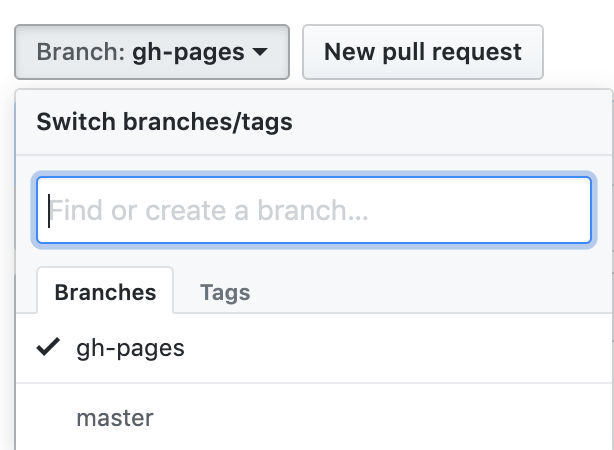 Branch: gh-pages New pull request
Switch branches/tags
Find or create a branch...
Branches Tags
gh-pages
master